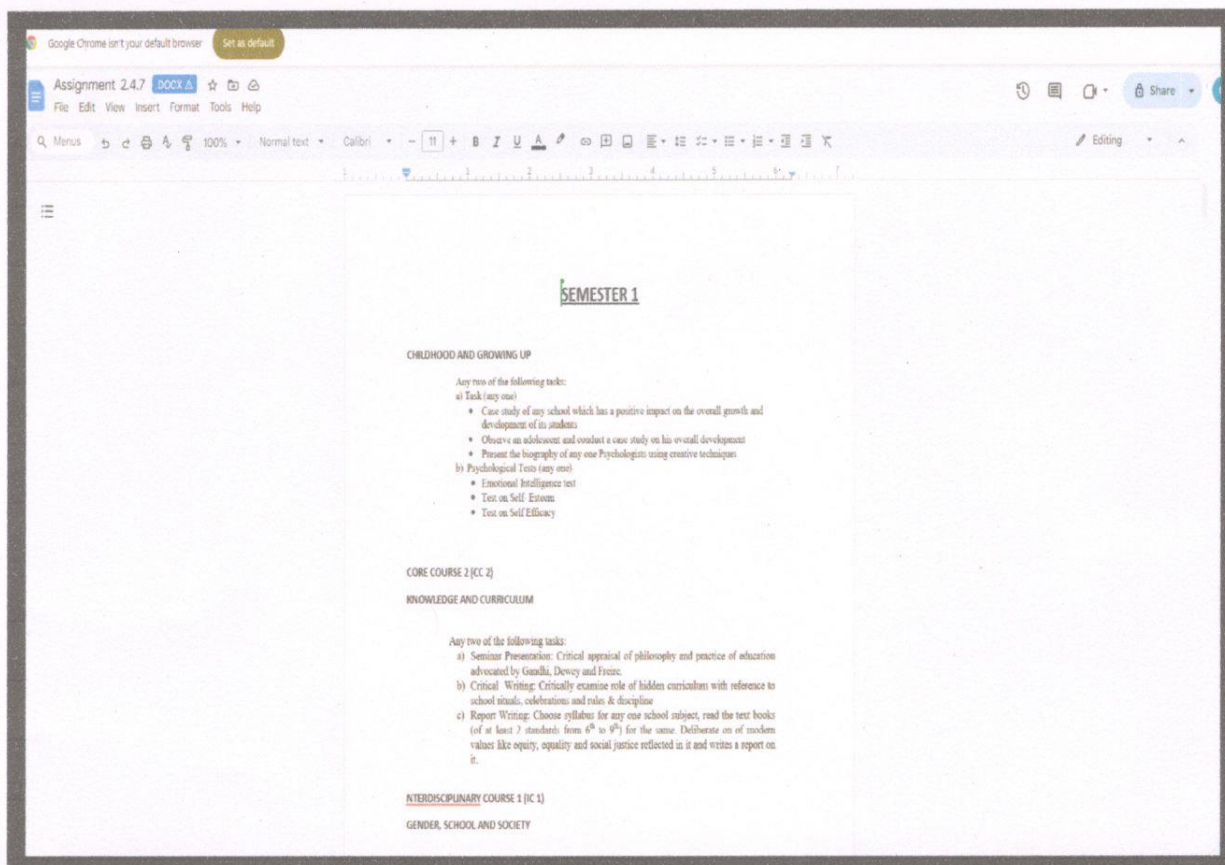 Google Chrome isn't your default browser Set as default
Assignment 2.4.7 .DOCX
File Edit View Insert Format Tools Help
Share
Menus 100% Normal text Calibri - 11 + B I U A Editing
1 1 2 3 4 5 6 7
SEMESTER 1
CHILDHOOD AND GROWING UP
Any two of the following tasks:
a) Task (any one)
• Case study of any school which has a positive impact on the overall growth and
development of its students
• Observe an adolescent and conduct a case study on his overall development
• Present the biography of any one Psychologists using creative techniques
b) Psychological Tests (any one)
• Emotional Intelligence test
• Test on Self- Esteem
• Test on Self Efficacy
CORE COURSE 2 (CC 2)
KNOWLEDGE AND CURRICULUM
Any two of the following tasks:
a) Seminar Presentation: Critical appraisal of philosophy and practice of education
advocated by Gandhi, Dewey and Freire.
b) Critical Writing: Critically examine role of hidden curriculum with reference to
school rituals, celebrations and rules & discipline
c) Report Writing: Choose syllabus for any one school subject, read the text books
(of at least 2 standards from 6th to 9th) for the same. Deliberate on of modern
values like equity, equality and social justice reflected in it and writes a report on
it.
NTERDISCIPLINARY COURSE 1 (IC 1)
GENDER, SCHOOL AND SOCIETY